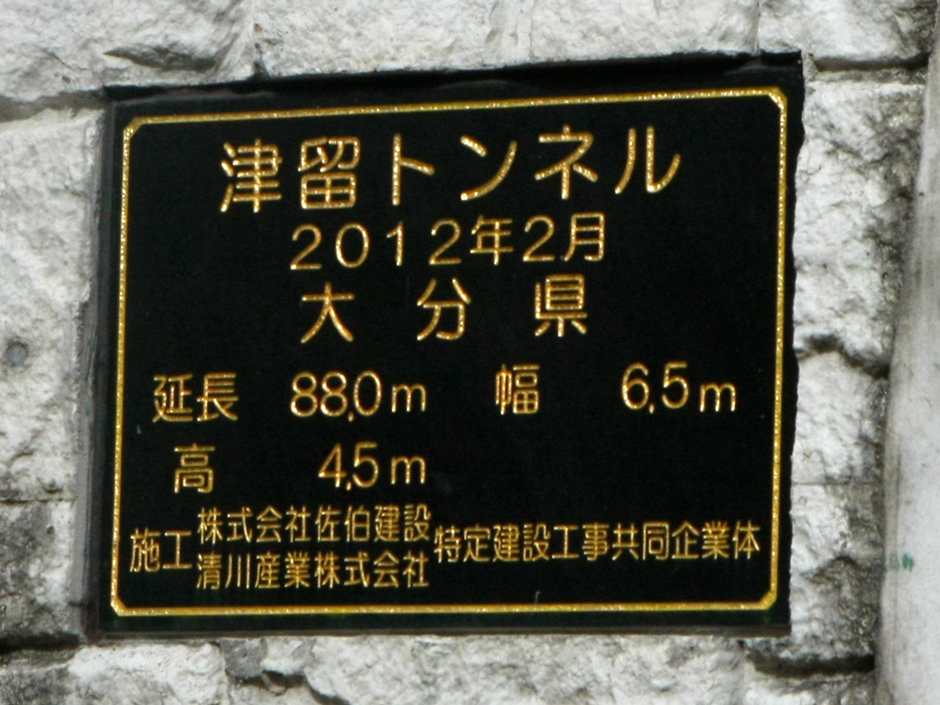 津留トンネル
２０１２年２月
大分県
延長 88.0m 幅 6.5m
高 4.5m
施工 株式会社佐伯建設 特定建設工事共同企業体
清川産業株式会社